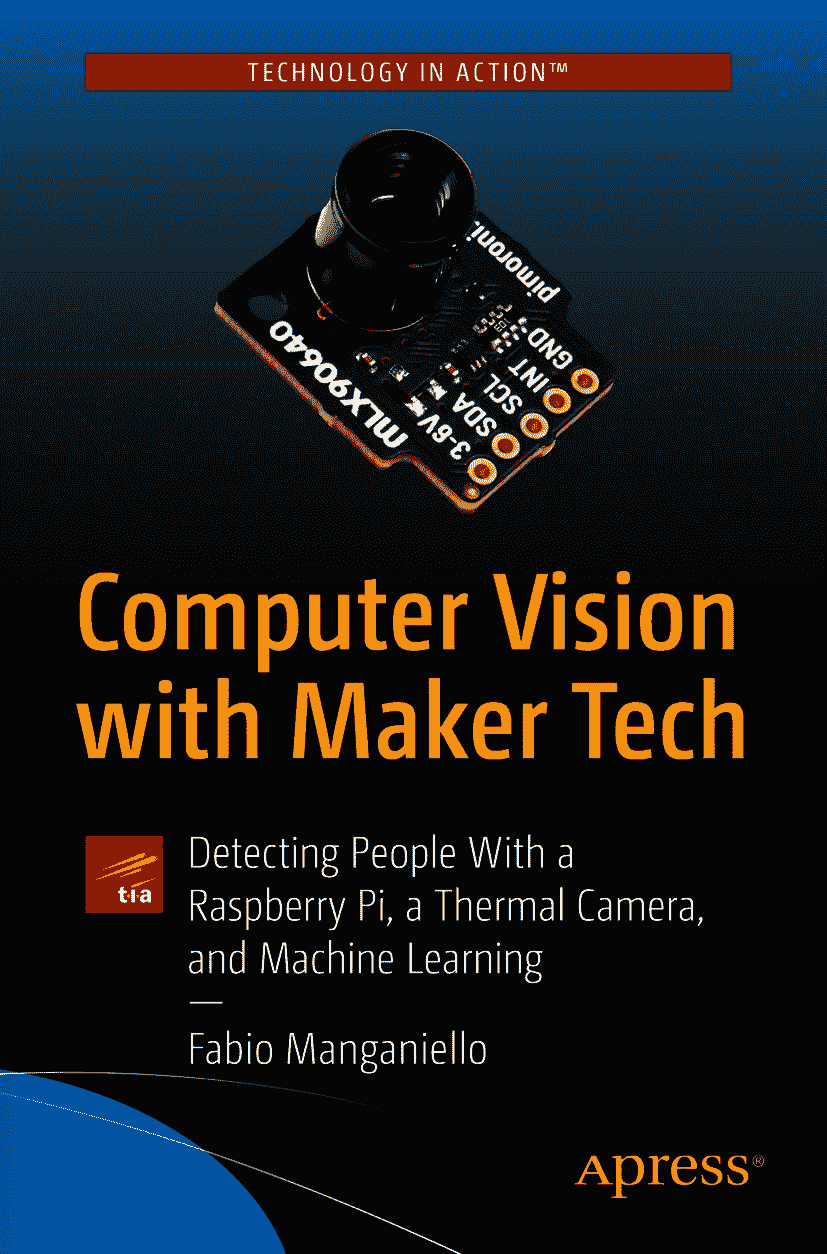 TECHNOLOGY IN ACTION™
pimoroni
MLX90640
GND
INT
SCL
SDA
3-6V
Computer Vision
with Maker Tech
t·i·a
Detecting People With a
Raspberry Pi, a Thermal Camera,
and Machine Learning
—
Fabio Manganiello
Apress®